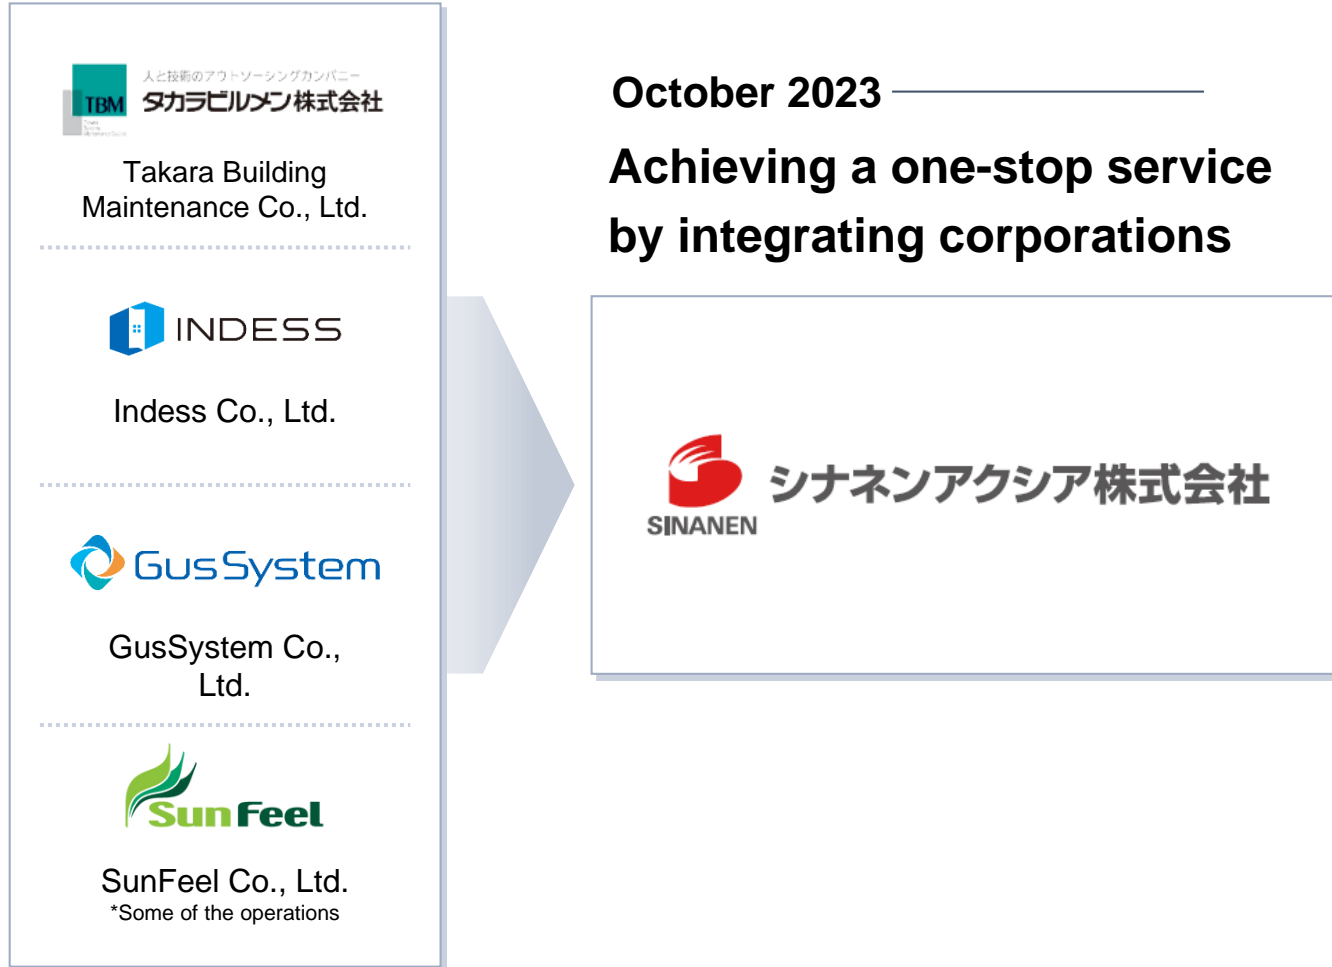 人と技術のアウトソーシングカンパニー
TBM
タカラビルメン株式会社
Takara Building
Maintenance Co., Ltd.
INDESS
Indess Co., Ltd.
GusSystem
GusSystem Co.,
Ltd.
Sun Feel
SunFeel Co., Ltd.
*Some of the operations
October 2023
Achieving a one-stop service
by integrating corporations
SINANEN
シナネンアクシア株式会社